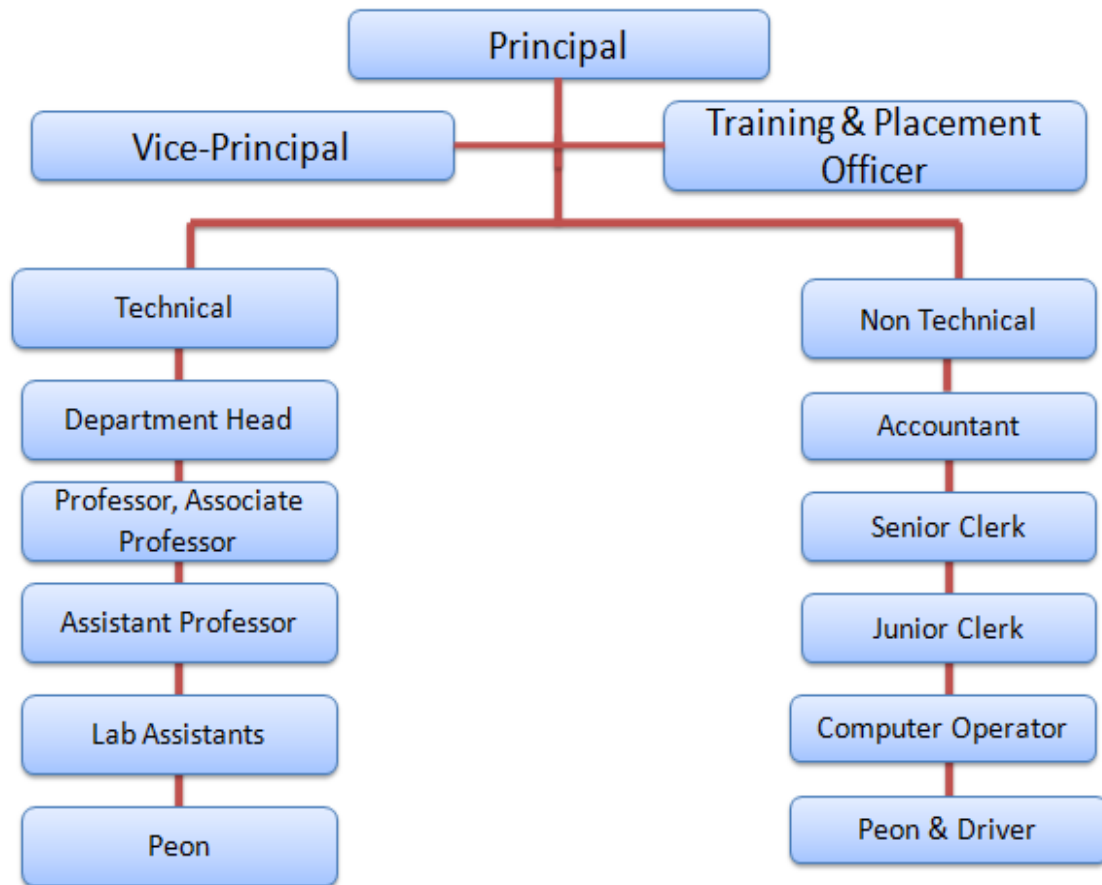 Principal
Vice-Principal
Training & Placement
Officer
Technical
Department Head
Professor, Associate
Professor
Assistant Professor
Lab Assistants
Peon
Non Technical
Accountant
Senior Clerk
Junior Clerk
Computer Operator
Peon & Driver